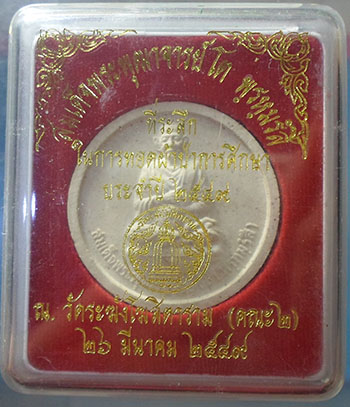 สมเด็จพระพุฒาจารย์ โต พรหมรังสี
ที่ระลึก
ในการทอดผ้าป่าการศึกษา
ประจำปี ๒๕๔๙
ณ. วัดระฆังโฆสิตาราม (คณะ๒)
๒๖ มีนาคม ๒๕๔๙